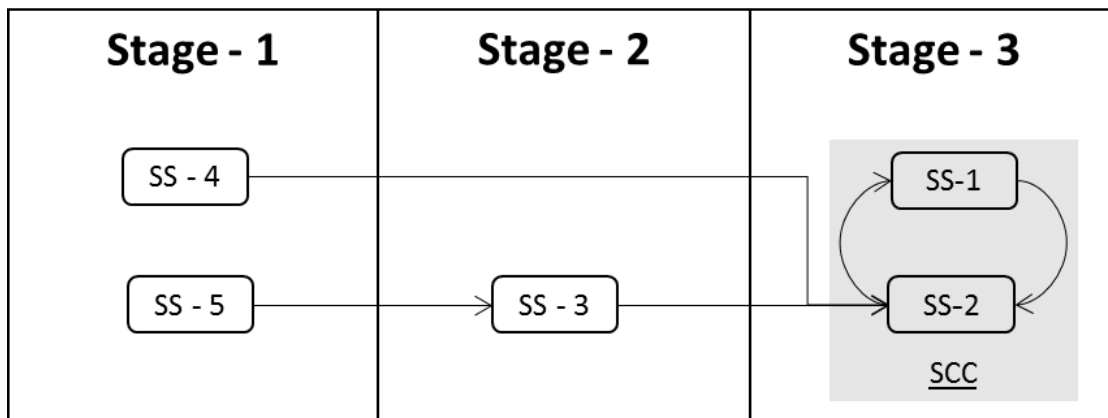 Stage - 1
Stage - 2
Stage - 3
SS - 4
SS-1
SS - 5
SS - 3
SS-2
SCC